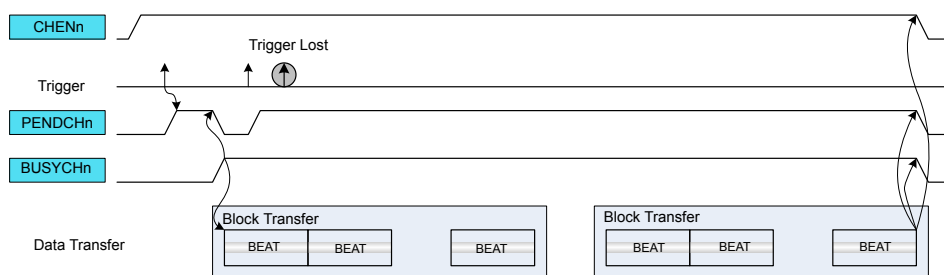 CHENn
Trigger Lost
Trigger
PENDCHn
BUSYCHn
Block Transfer
Block Transfer
Data Transfer
BEAT
BEAT
BEAT
BEAT
BEAT
BEAT